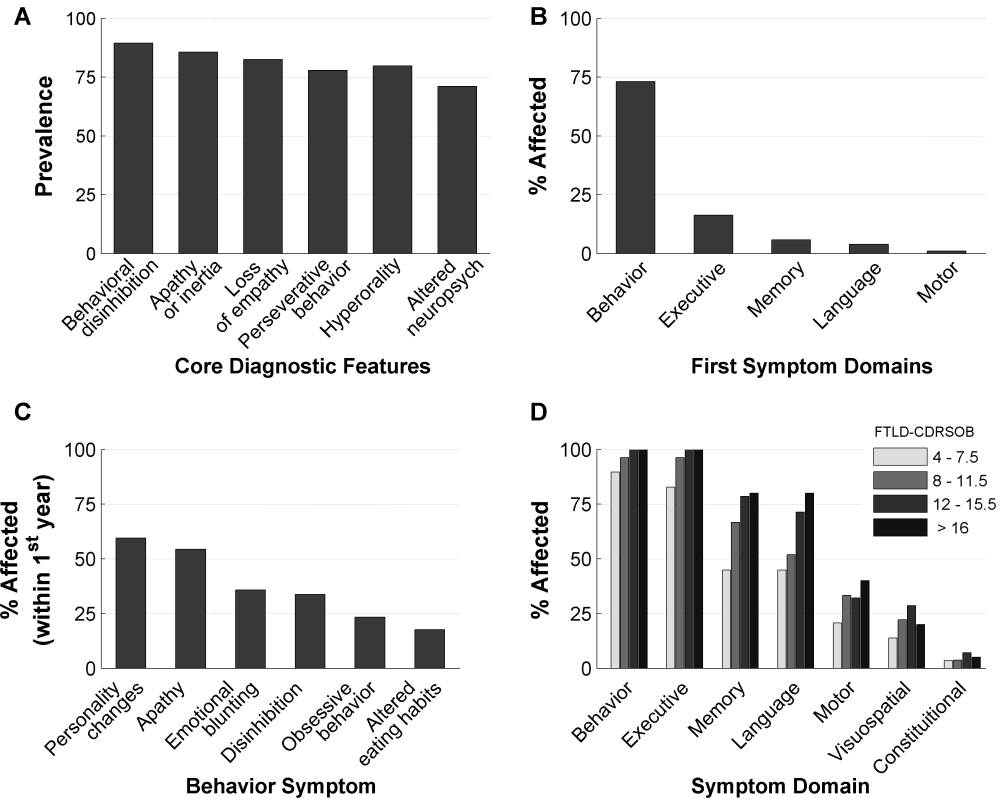 A
100
75
50
25
0
Prevalence
Behavioral
disinhibition
Apathy
or inertia
Loss
of empathy
Perseverative
behavior
Hyperorality
Altered
neuropsych
Core Diagnostic Features
B
100
75
50
25
0
% Affected
Behavior
Executive
Memory
Language
Motor
First Symptom Domains
C
100
75
50
25
0
% Affected
(within 1st year)
Personality
changes
Apathy
Emotional
blunting
Disinhibition
Obsessive
behavior
Altered
eating habits
Behavior Symptom
D
FTLD-CDRSOB
4 - 7.5
8 - 11.5
12 - 15.5
> 16
100
75
50
25
0
% Affected
Behavior
Executive
Memory
Language
Motor
Visuospatial
Constituitional
Symptom Domain